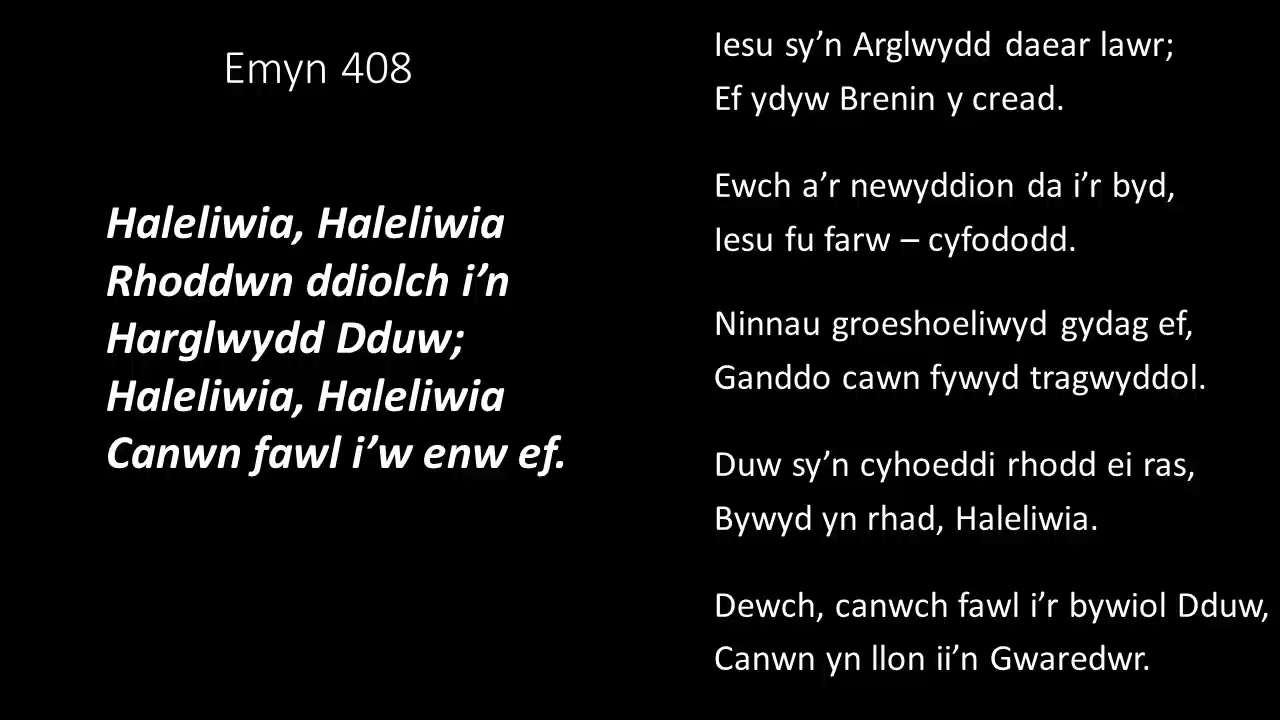 Emyn 408
Haleliwia, Haleliwia
Rhoddwn ddiolch i’n
Harglwydd Dduw;
Haleliwia, Haleliwia
Canwn fawl i’w enw ef.
Iesu sy’n Arglwydd daear lawr;
Ef ydyw Brenin y cread.
Ewch a’r newyddion da i’r byd,
Iesu fu farw – cyfododd.
Ninnau groeshoeliwyd gydag ef,
Ganddo cawn fywyd tragwyddol.
Duw sy’n cyhoeddi rhodd ei ras,
Bywyd yn rhad, Haleliwia.
Dewch, canwch fawl i’r bywiol Dduw,
Canwn yn llon ii’n Gwaredwr.